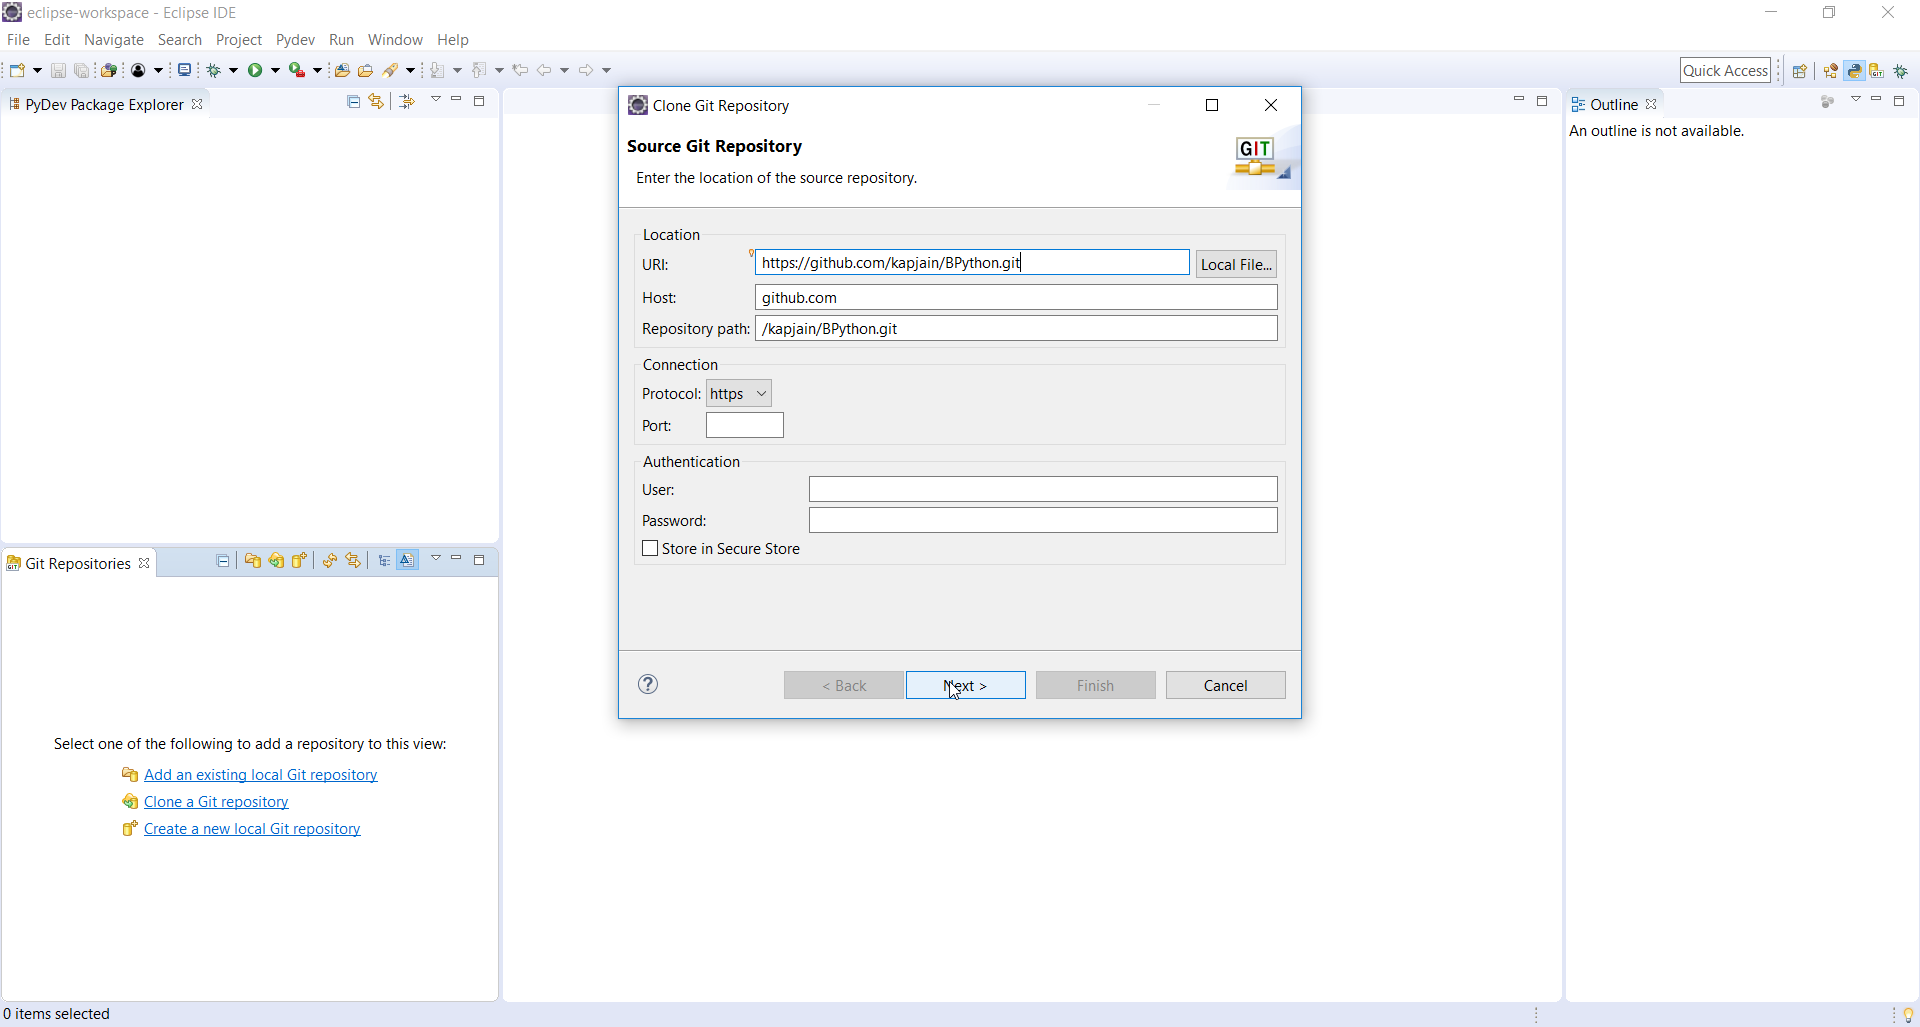 eclipse-workspace - Eclipse IDE
File Edit Navigate Search Project Pydev Run Window Help
Quick Access
PyDev Package Explorer
Outline
An outline is not available.
Clone Git Repository
Source Git Repository
Enter the location of the source repository.
GIT
Location
URI: https://github.com/kapjain/BPython.git Local File...
Host: github.com
Repository path: /kapjain/BPython.git
Connection
Protocol: https
Port:
Authentication
User:
Password:
Store in Secure Store
< Back Next > Finish Cancel
Git Repositories
Select one of the following to add a repository to this view:
Add an existing local Git repository
Clone a Git repository
Create a new local Git repository
0 items selected